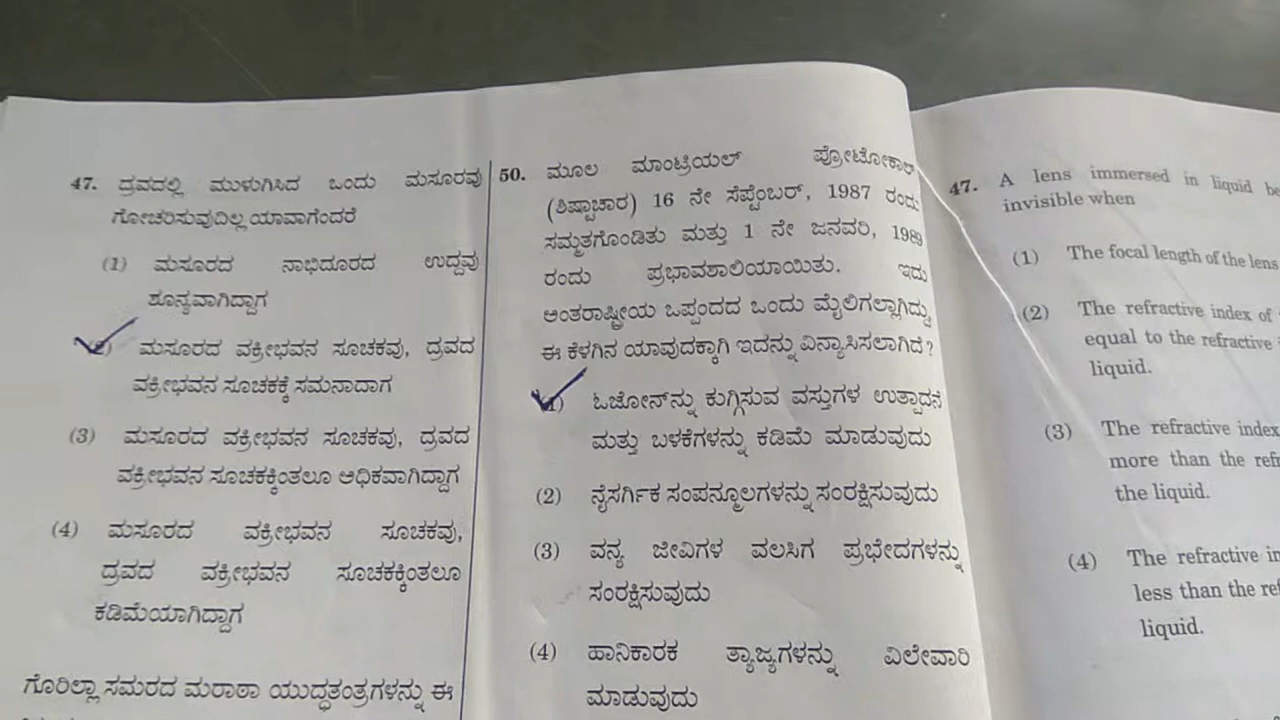 47. ದ್ರವದಲ್ಲಿ ಮುಳುಗಿಸಿದ ಒಂದು ಮಸೂರವು
ಗೋಚರಿಸುವುದಿಲ್ಲ ಯಾವಾಗೆಂದರೆ
(1) ಮಸೂರದ ನಾಭಿದೂರದ ಉದ್ದವು
ಶೂನ್ಯವಾಗಿದ್ದಾಗ
ಮಸೂರದ ವಕ್ರೀಭವನ ಸೂಚಕವು, ದ್ರವದ
ವಕ್ರೀಭವನ ಸೂಚಕಕ್ಕೆ ಸಮನಾದಾಗ
(3) ಮಸೂರದ ವಕ್ರೀಭವನ ಸೂಚಕವು, ದ್ರವದ
ವಕ್ರೀಭವನ ಸೂಚಕಕ್ಕಿಂತಲೂ ಅಧಿಕವಾಗಿದ್ದಾಗ
(4) ಮಸೂರದ ವಕ್ರೀಭವನ ಸೂಚಕವು,
ದ್ರವದ ವಕ್ರೀಭವನ ಸೂಚಕಕ್ಕಿಂತಲೂ
ಕಡಿಮೆಯಾಗಿದ್ದಾಗ
ಗೊರಿಲ್ಲಾ ಸಮರದ ಮರಾಠಾ ಯುದ್ಧತಂತ್ರಗಳನ್ನು ಈ
50. ಮೂಲ ಮಾಂಟ್ರಿಯಲ್ ಪ್ರೋಟೋಕಾಲ್
(ಶಿಷ್ಟಾಚಾರ) 16 ನೇ ಸೆಪ್ಟೆಂಬರ್, 1987 ರಂದು
ಸಮ್ಮತಗೊಂಡಿತು ಮತ್ತು 1 ನೇ ಜನವರಿ, 1989
ರಂದು ಪ್ರಭಾವಶಾಲಿಯಾಯಿತು. ಇದು
ಅಂತರಾಷ್ಟ್ರೀಯ ಒಪ್ಪಂದದ ಒಂದು ಮೈಲಿಗಲ್ಲಾಗಿದ್ದು,
ಈ ಕೆಳಗಿನ ಯಾವುದಕ್ಕಾಗಿ ಇದನ್ನು ವಿನ್ಯಾಸಿಸಲಾಗಿದೆ?
(1) ಓಜೋನ್‌ನ್ನು ಕುಗ್ಗಿಸುವ ವಸ್ತುಗಳ ಉತ್ಪಾದನೆ
ಮತ್ತು ಬಳಕೆಗಳನ್ನು ಕಡಿಮೆ ಮಾಡುವುದು
(2) ನೈಸರ್ಗಿಕ ಸಂಪನ್ಮೂಲಗಳನ್ನು ಸಂರಕ್ಷಿಸುವುದು
(3) ವನ್ಯ ಜೀವಿಗಳ ವಲಸಿಗ ಪ್ರಭೇದಗಳನ್ನು
ಸಂರಕ್ಷಿಸುವುದು
(4) ಹಾನಿಕಾರಕ ತ್ಯಾಜ್ಯಗಳನ್ನು ವಿಲೇವಾರಿ
ಮಾಡುವುದು
47. A lens immersed in liquid be
invisible when
(1) The focal length of the lens
(2) The refractive index of
equal to the refractive
liquid.
(3) The refractive index
more than the refr
the liquid.
(4) The refractive in
less than the ref
liquid.